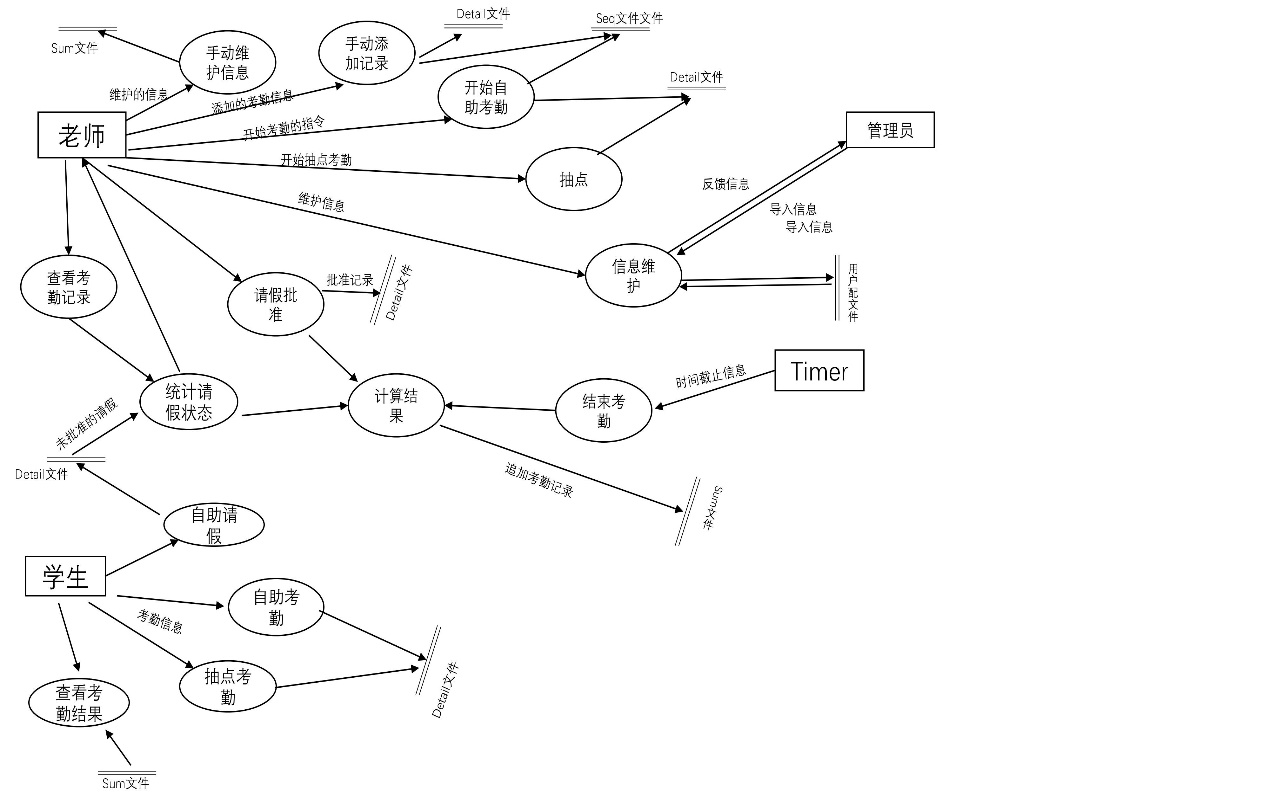 Detail文件
Sec文件文件
Sum文件
手动维
护信息
手动添
加记录
维护的信息
添加的考勤信息
开始自
助考勤
Detail文件
老师
开始考勤的指令
管理员
开始抽点考勤
抽点
反馈信息
维护信息
导入信息
导入信息
查看考
勤记录
请假批
准
批准记录
Detail文件
信息维
护
用户配文件
Timer
时间截止信息
统计请
假状态
计算结
果
结束考
勤
未批准的请假
Detail文件
追加考勤记录
Sum文件
自助请
假
学生
自助考
勤
考勤信息
抽点考
勤
Detail文件
查看考
勤结果
Sum文件